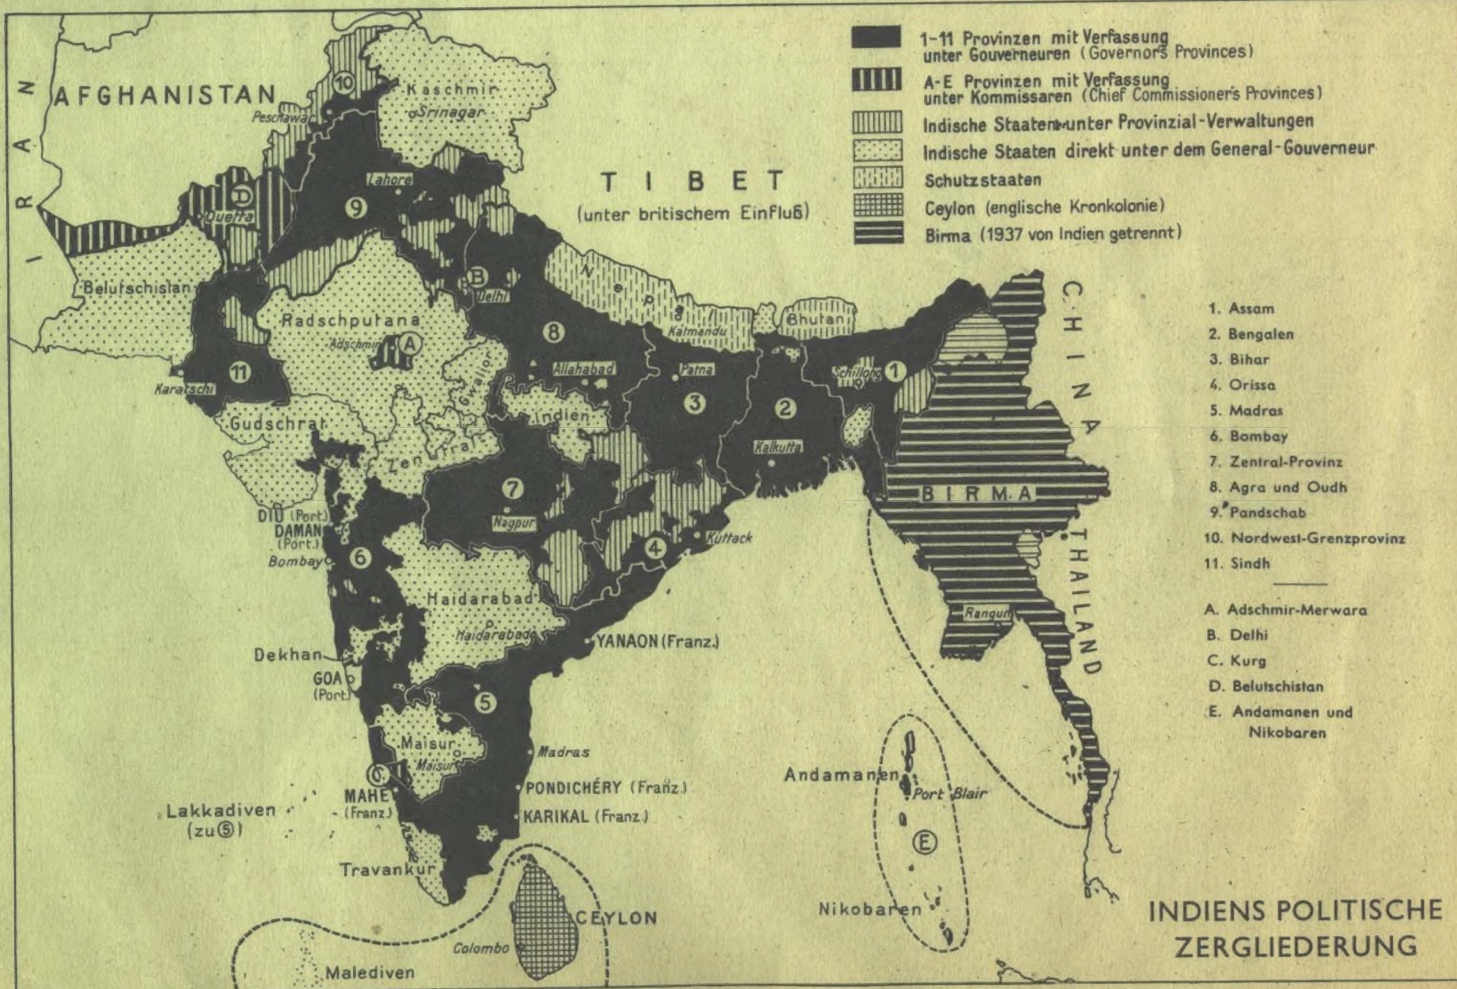 1-11 Provinzen mit Verfassung
unter Gouverneuren (Governor's Provinces)
A-E Provinzen mit Verfassung
unter Kommissaren (Chief Commissioner's Provinces)
Indische Staaten unter Provinzial-Verwaltungen
Indische Staaten direkt unter dem General-Gouverneur
Schutzstaaten
Ceylon (englische Kronkolonie)
Birma (1937 von Indien getrennt)
IRAN
AFGHANISTAN
10
Kaschmir
Srinagar
Peschawar
TIBET
(unter britischem Einfluß)
Lahore
9
D
Quetta
Belutschistan
B
Delhi
Nepal
Katmandu
Bhutan
CHINA
Radschputana
Adschmir
A
8
Gwalior
Allahabad
Patna
Schillong
1
11
Karatschi
3
2
Gudschrat
Zentral
Indien
Kalkutta
7
Nagpur
BIRMA
DIU (Port.)
DAMAN
(Port.)
Bombay
6
4
Kuttack
THAILAND
Haidarabad
Haidarabad
YANAON (Franz.)
Rangun
Dekhan
GOA
(Port.)
5
Maisur
Maisur
Madras
C
MAHE
(Franz.)
PONDICHÉRY (Franz.)
KARIKAL (Franz.)
Lakkadiven
(zu 5)
Travankur
CEYLON
Colombo
Malediven
Andamanen
Port Blair
E
Nikobaren
1. Assam
2. Bengalen
3. Bihar
4. Orissa
5. Madras
6. Bombay
7. Zentral-Provinz
8. Agra und Oudh
9. Pandschab
10. Nordwest-Grenzprovinz
11. Sindh
A. Adschmir-Merwara
B. Delhi
C. Kurg
D. Belutschistan
E. Andamanen und
Nikobaren
INDIENS POLITISCHE
ZERGLIEDERUNG